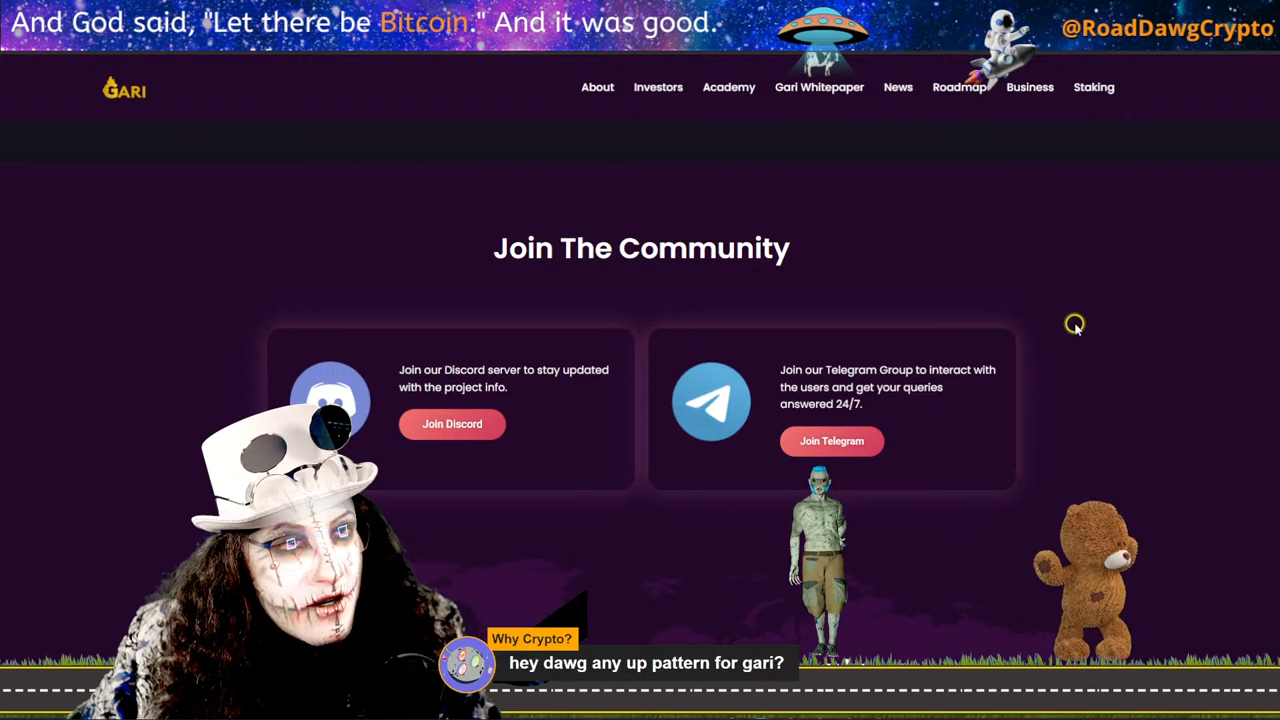 And God said, "Let there be Bitcoin." And it was good.
@RoadDawgCrypto
GARI
About Investors Academy Gari Whitepaper News Roadmap Business Staking
Join The Community
Join our Discord server to stay updated
with the project info.
Join Discord
Join our Telegram Group to interact with
the users and get your queries
answered 24/7.
Join Telegram
Why Crypto?
hey dawg any up pattern for gari?